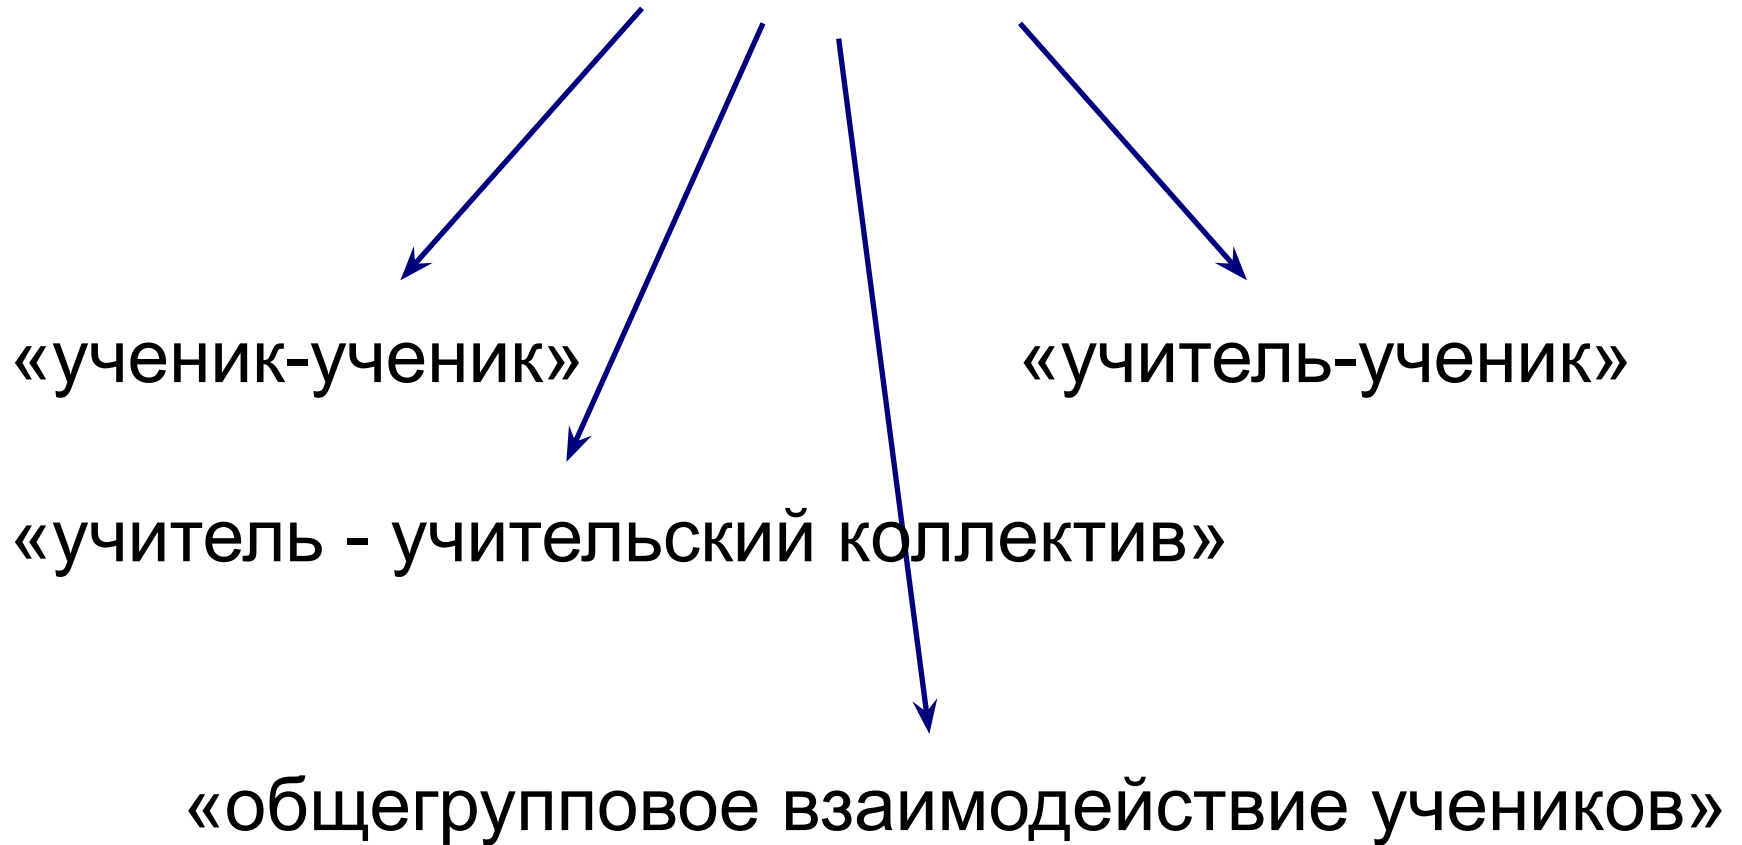 «ученик-ученик»
«учитель-ученик»
«учитель - учительский коллектив»
«общегрупповое взаимодействие учеников»